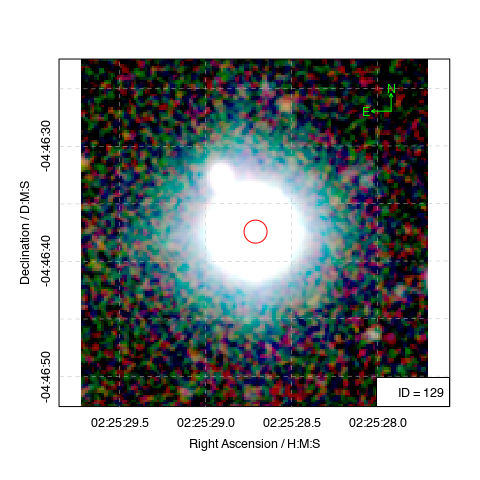 N
E
-04:46:30
-04:46:40
-04:46:50
Declination / D:M:S
ID = 129
02:25:29.5 02:25:29.0 02:25:28.5 02:25:28.0
Right Ascension / H:M:S